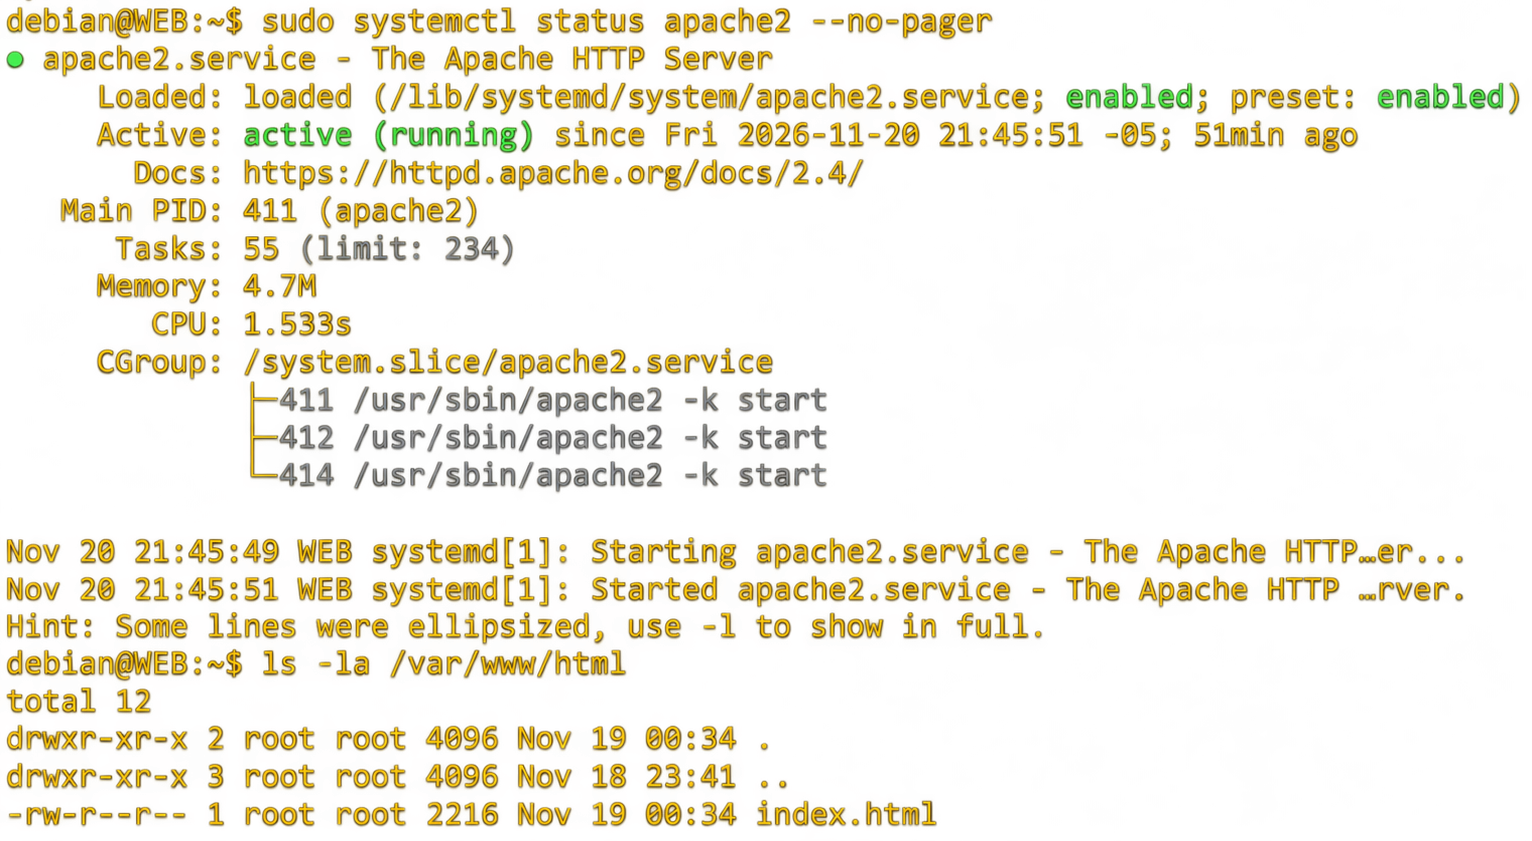 debian@WEB:~$ sudo systemctl status apache2 --no-pager
● apache2.service - The Apache HTTP Server
     Loaded: loaded (/lib/systemd/system/apache2.service; enabled; preset: enabled)
     Active: active (running) since Fri 2026-11-20 21:45:51 -05; 51min ago
       Docs: https://httpd.apache.org/docs/2.4/
   Main PID: 411 (apache2)
      Tasks: 55 (limit: 234)
     Memory: 4.7M
        CPU: 1.533s
     CGroup: /system.slice/apache2.service
             ├─411 /usr/sbin/apache2 -k start
             ├─412 /usr/sbin/apache2 -k start
             └─414 /usr/sbin/apache2 -k start

Nov 20 21:45:49 WEB systemd[1]: Starting apache2.service - The Apache HTTP…er...
Nov 20 21:45:51 WEB systemd[1]: Started apache2.service - The Apache HTTP …rver.
Hint: Some lines were ellipsized, use -l to show in full.
debian@WEB:~$ ls -la /var/www/html
total 12
drwxr-xr-x 2 root root 4096 Nov 19 00:34 .
drwxr-xr-x 3 root root 4096 Nov 18 23:41 ..
-rw-r--r-- 1 root root 2216 Nov 19 00:34 index.html